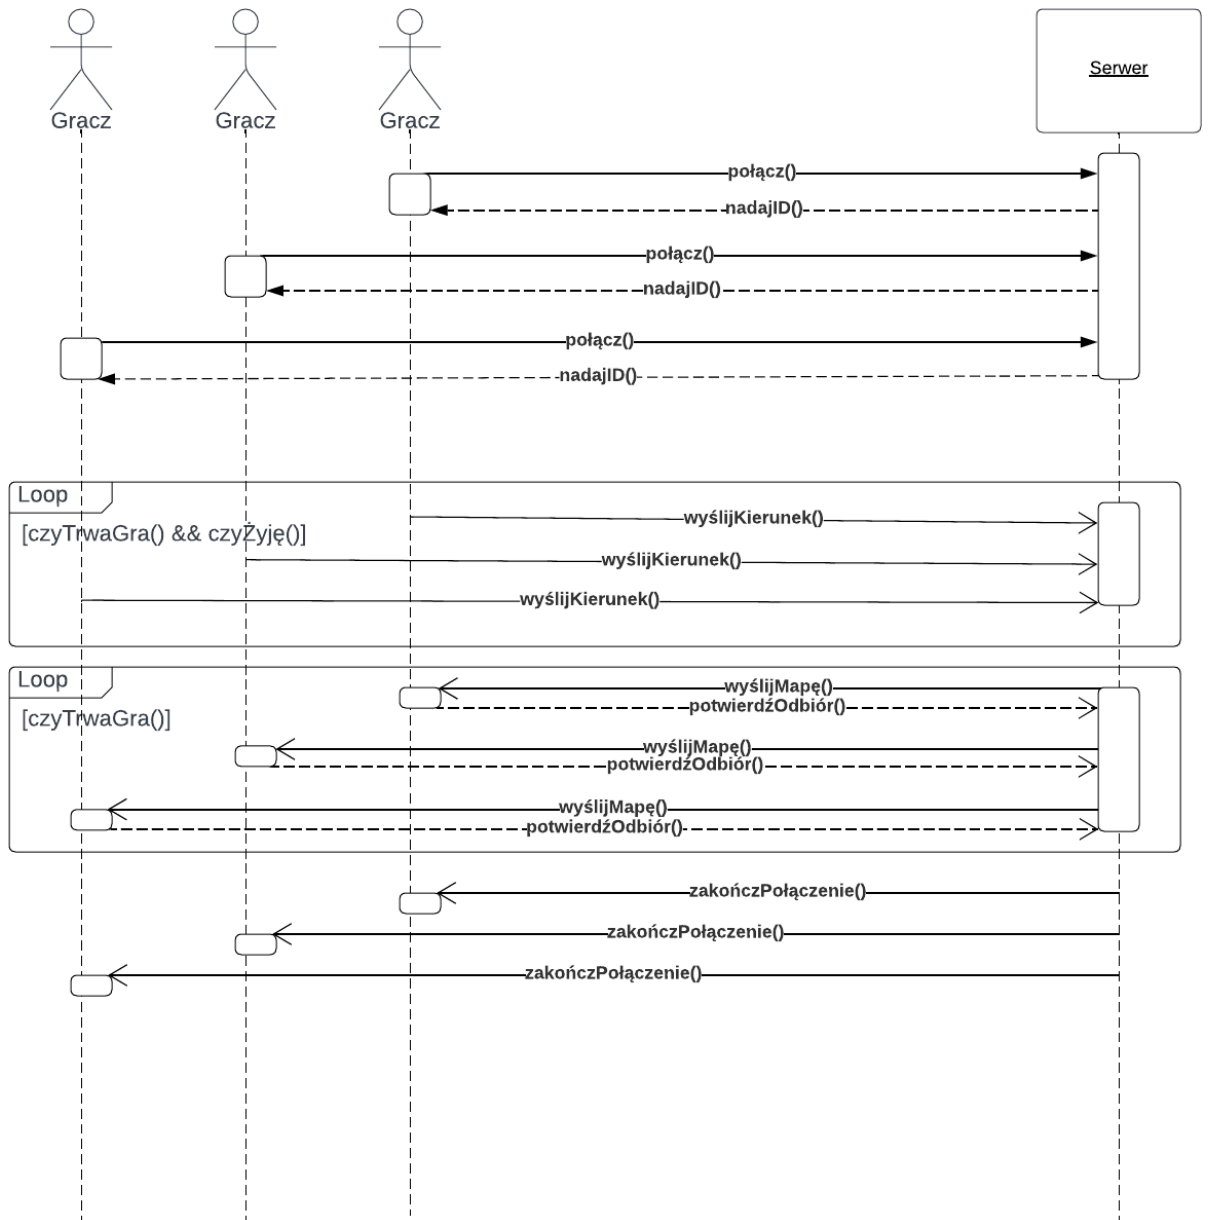 Gracz
Gracz
Gracz
Serwer
połącz()
nadajID()
połącz()
nadajID()
połącz()
nadajID()
Loop
[czyTrwaGra() && czyŻyję()]
wyślijKierunek()
wyślijKierunek()
wyślijKierunek()
Loop
[czyTrwaGra()]
wyślijMapę()
potwierdźOdbiór()
wyślijMapę()
potwierdźOdbiór()
wyślijMapę()
potwierdźOdbiór()
zakończPołączenie()
zakończPołączenie()
zakończPołączenie()